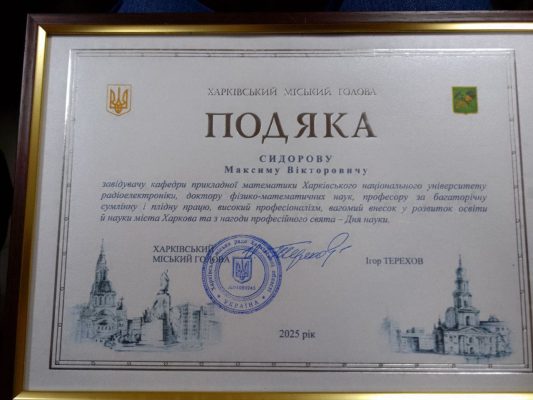 ХАРКІВСЬКИЙ МІСЬКИЙ ГОЛОВА
ПОДЯКА
СИДОРОВУ
Максиму Вікторовичу
завідувачу кафедри прикладної математики Харківського національного університету
радіоелектроніки, доктору фізико-математичних наук, професору за багаторічну
сумлінну і плідну працю, високий професіоналізм, вагомий внесок у розвиток освіти
й науки міста Харкова та з нагоди професійного свята – Дня науки.
ХАРКІВСЬКИЙ
МІСЬКИЙ ГОЛОВА
Ігор ТЕРЕХОВ
УКРАЇНА
2025 рік